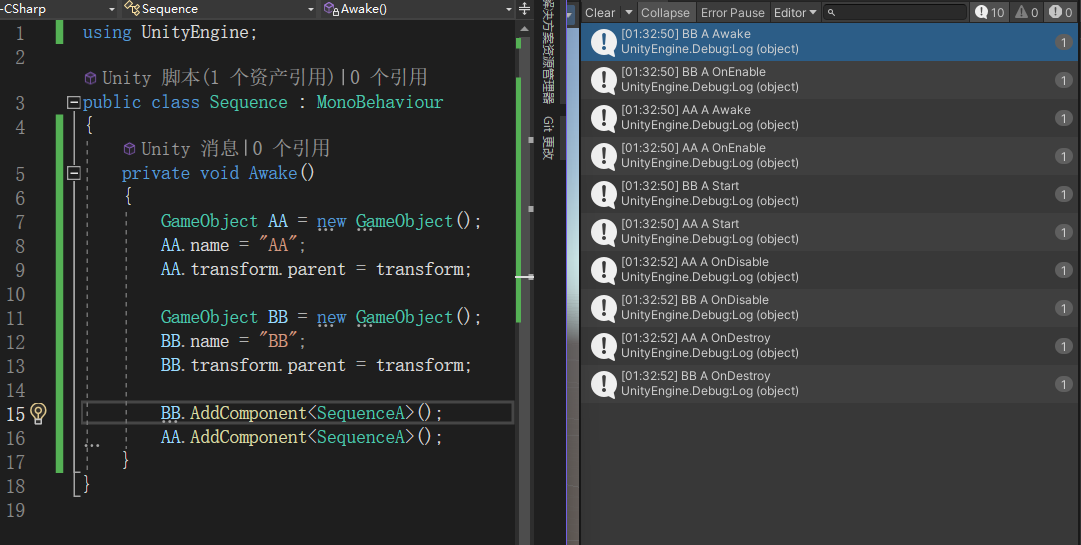 -CSharp Sequence Awake()
1 using UnityEngine;
2
Unity 脚本(1 个资产引用)|0 个引用
3 public class Sequence : MonoBehaviour
4 {
Unity 消息|0 个引用
5 private void Awake()
6 {
7 GameObject AA = new GameObject();
8 AA.name = "AA";
9 AA.transform.parent = transform;
10
11 GameObject BB = new GameObject();
12 BB.name = "BB";
13 BB.transform.parent = transform;
14
15 BB.AddComponent<SequenceA>();
16 AA.AddComponent<SequenceA>();
17 }
18 }
19
解决方案资源管理器
Git 更改
Clear Collapse Error Pause Editor 10 0 0
[01:32:50] BB A Awake 1
UnityEngine.Debug:Log (object)
[01:32:50] BB A OnEnable 1
UnityEngine.Debug:Log (object)
[01:32:50] AA A Awake 1
UnityEngine.Debug:Log (object)
[01:32:50] AA A OnEnable 1
UnityEngine.Debug:Log (object)
[01:32:50] BB A Start 1
UnityEngine.Debug:Log (object)
[01:32:50] AA A Start 1
UnityEngine.Debug:Log (object)
[01:32:52] AA A OnDisable 1
UnityEngine.Debug:Log (object)
[01:32:52] BB A OnDisable 1
UnityEngine.Debug:Log (object)
[01:32:52] AA A OnDestroy 1
UnityEngine.Debug:Log (object)
[01:32:52] BB A OnDestroy 1
UnityEngine.Debug:Log (object)